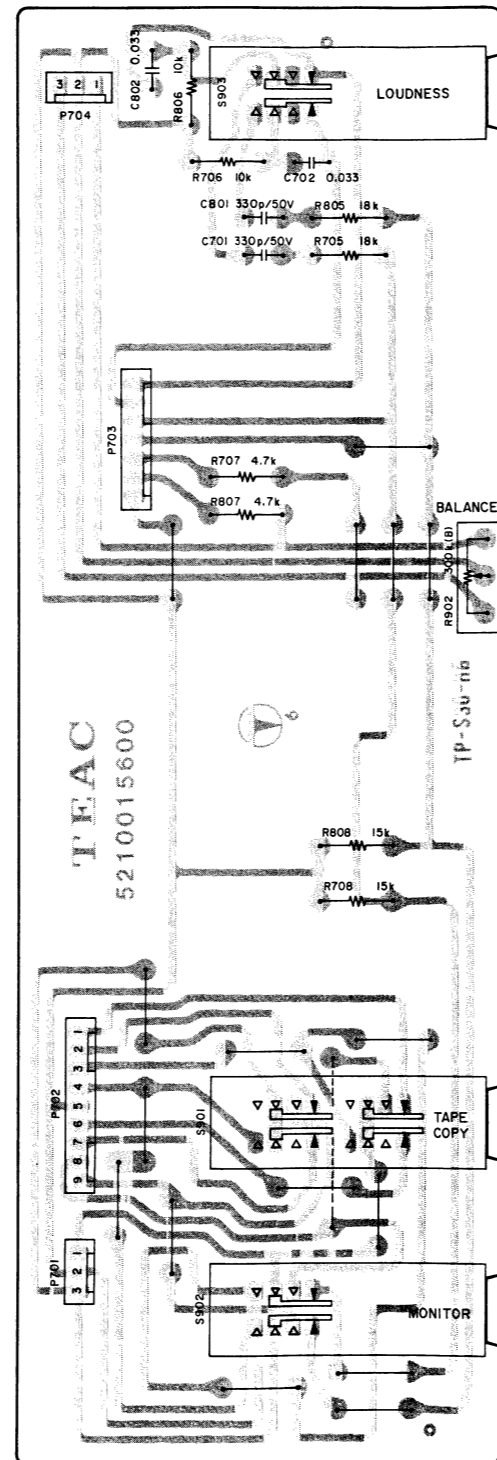 C802 0.033
R806 10k
S903
LOUDNESS
3 2 1
P704
R706 10k
C702 0.033
C801 330p/50V
R805 18k
C701 330p/50V
R705 18k
P703
R707 4.7k
R807 4.7k
BALANCE
300k(B)
R902
TEAC
5210015600
6
R808 15k
R708 15k
P702
1
2
3
4
5
6
7
8
9
S901
TAPE
COPY
P701
1
2
3
S902
MONITOR